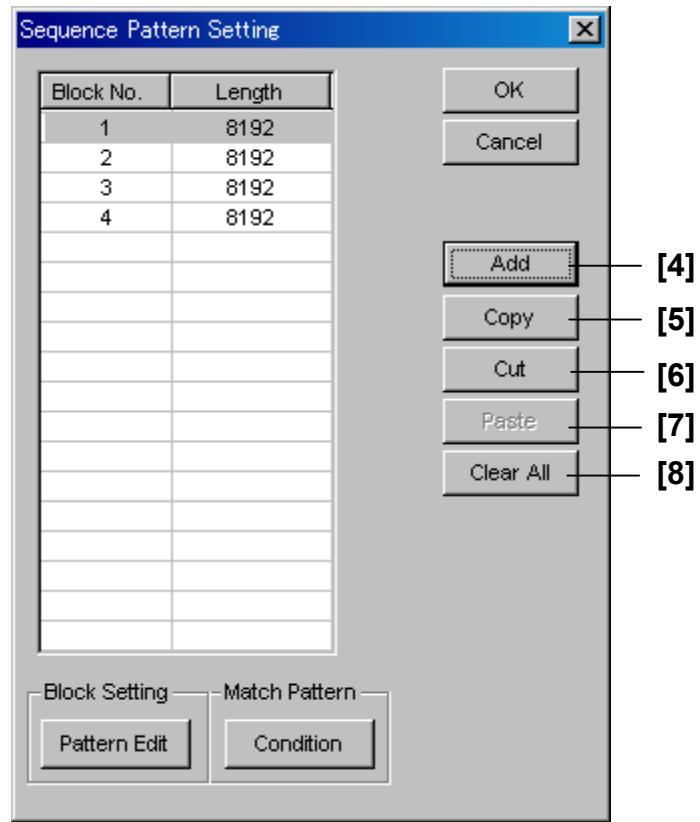 Sequence Pattern Setting
Block No. Length
1 8192
2 8192
3 8192
4 8192
OK
Cancel
Add [4]
Copy [5]
Cut [6]
Paste [7]
Clear All [8]
Block Setting Match Pattern
Pattern Edit Condition